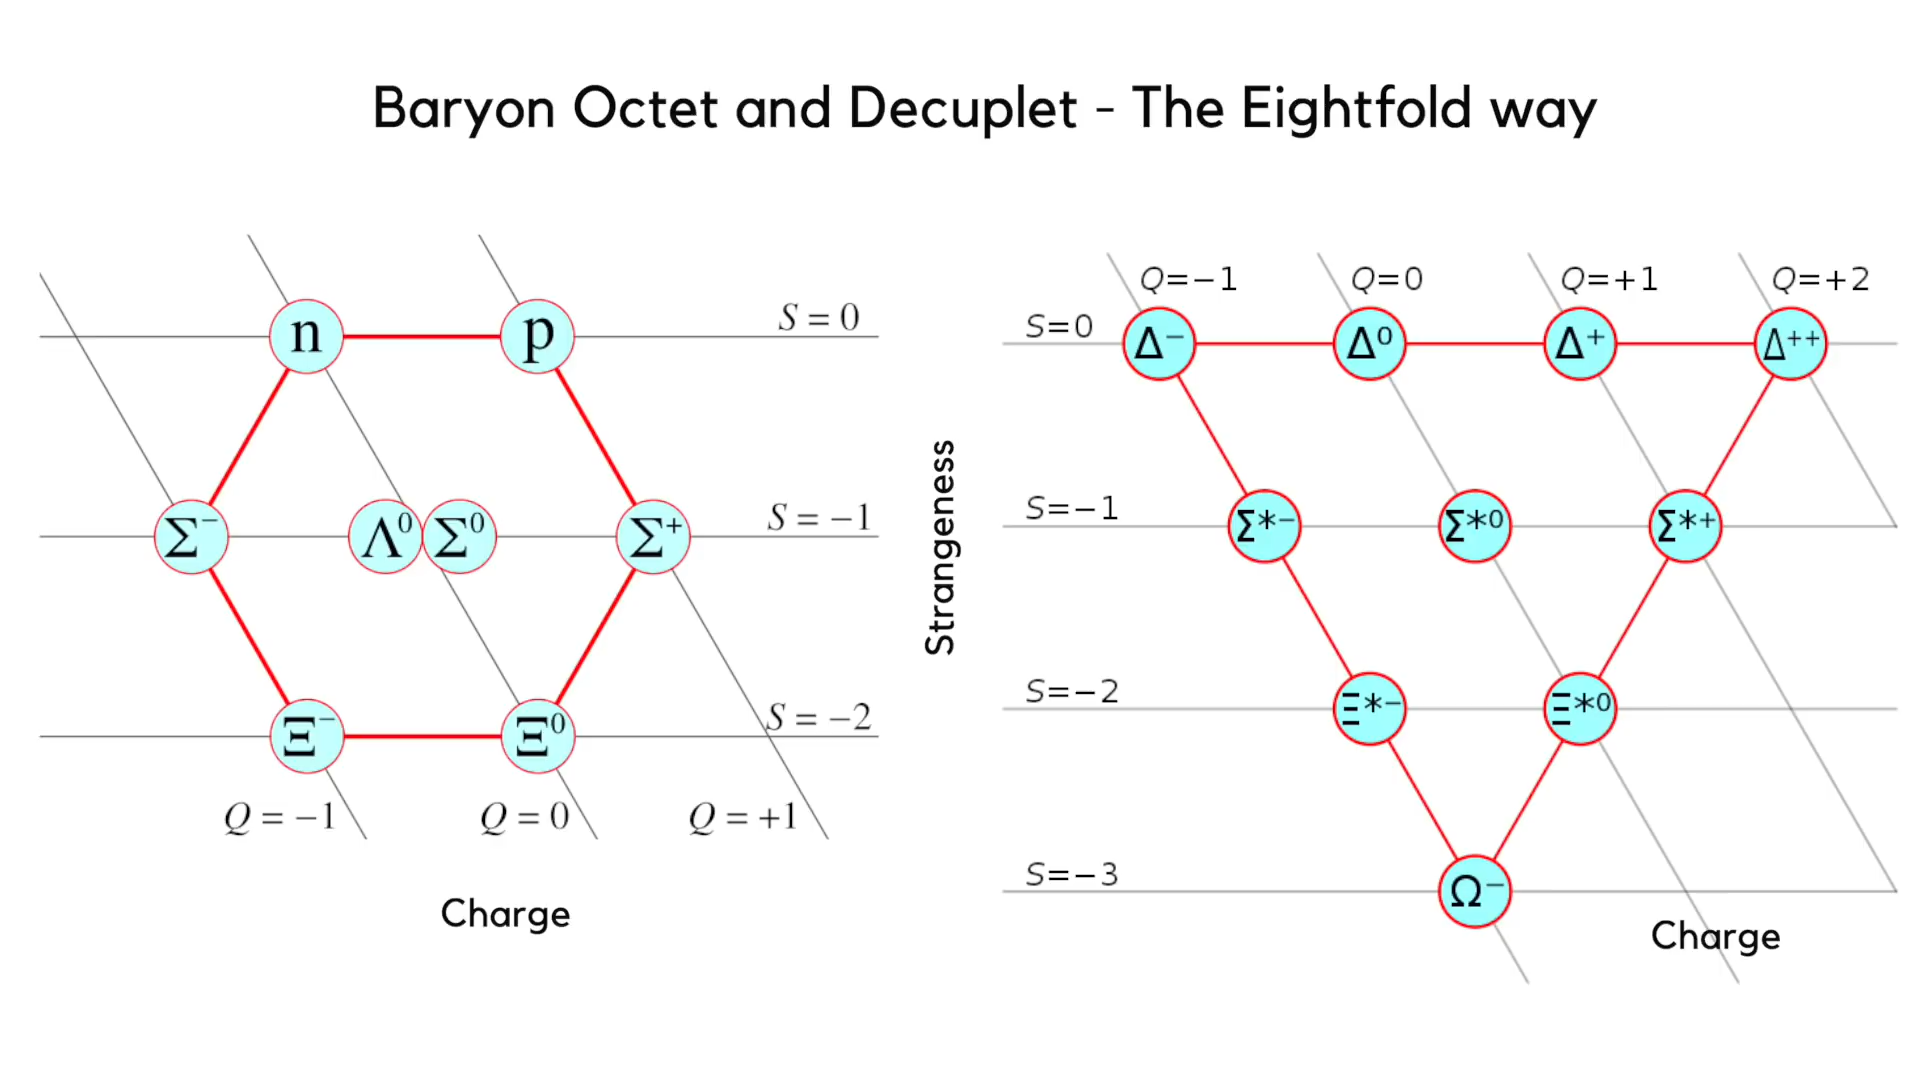 Baryon Octet and Decuplet - The Eightfold way
n p S = 0
Σ⁻ Λ⁰ Σ⁰ Σ⁺ S = −1
Ξ⁻ Ξ⁰ S = −2
Q = −1 Q = 0 Q = +1
Charge
Strangeness
Q=−1 Q=0 Q=+1 Q=+2
S=0 Δ⁻ Δ⁰ Δ⁺ Δ⁺⁺
S=−1 Σ*⁻ Σ*⁰ Σ*⁺
S=−2 Ξ*⁻ Ξ*⁰
S=−3 Ω⁻
Charge